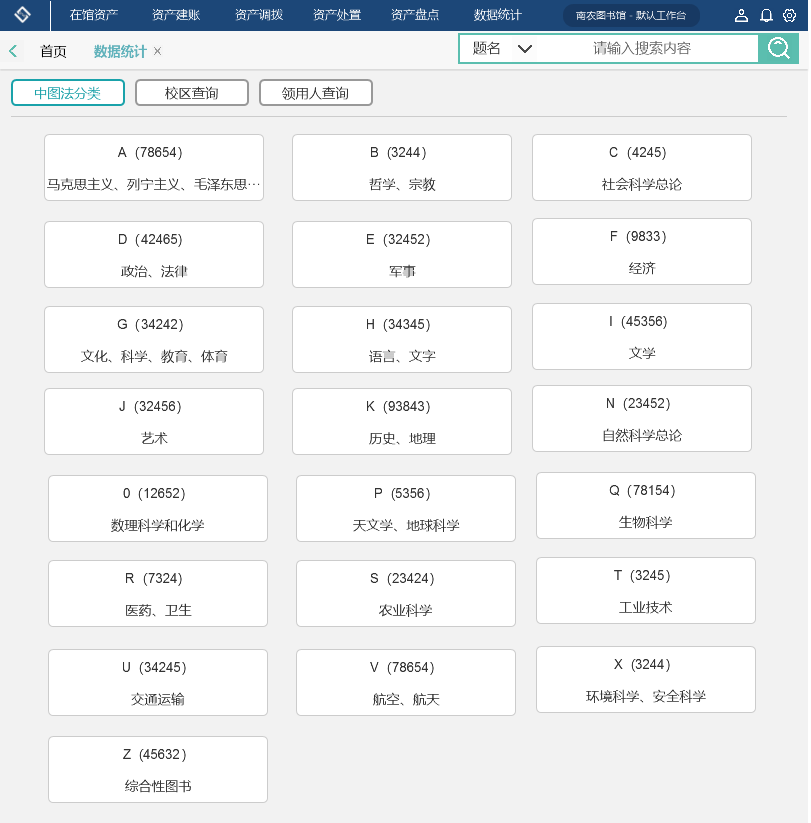 在馆资产 资产建账 资产调拨 资产处置 资产盘点 数据统计 南农图书馆 - 默认工作台
首页 数据统计 × 题名 请输入搜索内容
中图法分类 校区查询 领用人查询
A (78654) B (3244) C (4245)
马克思主义、列宁主义、毛泽东思… 哲学、宗教 社会科学总论
D (42465) E (32452) F (9833)
政治、法律 军事 经济
G (34242) H (34345) I (45356)
文化、科学、教育、体育 语言、文字 文学
J (32456) K (93843) N (23452)
艺术 历史、地理 自然科学总论
0 (12652) P (5356) Q (78154)
数理科学和化学 天文学、地球科学 生物科学
R (7324) S (23424) T (3245)
医药、卫生 农业科学 工业技术
U (34245) V (78654) X (3244)
交通运输 航空、航天 环境科学、安全科学
Z (45632)
综合性图书